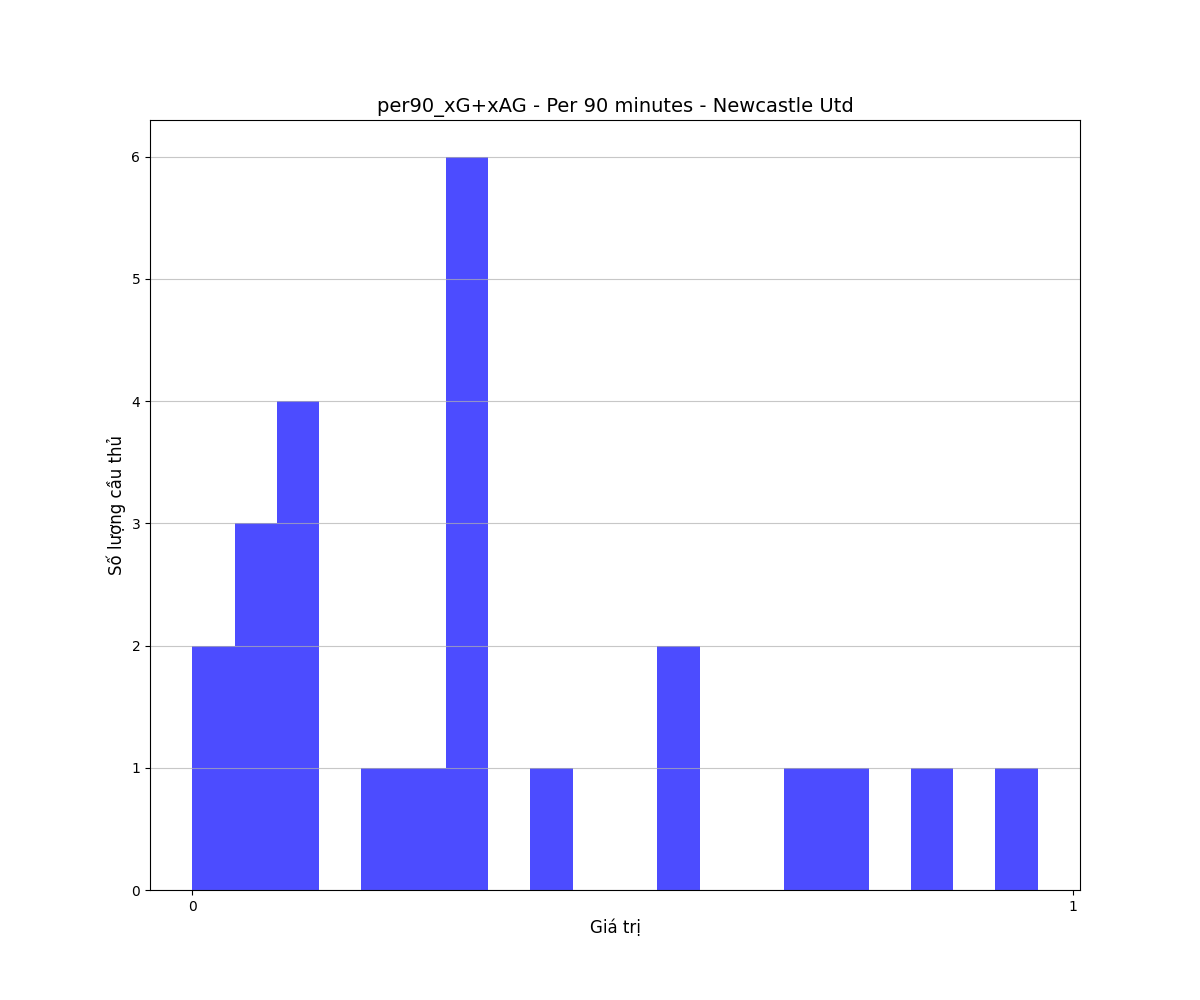 per90_xG+xAG - Per 90 minutes - Newcastle Utd
6
5
4
3
2
1
0
Số lượng cầu thủ
0 1
Giá trị